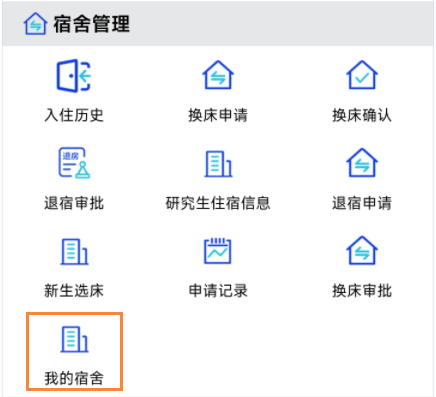 宿舍管理
入住历史 换床申请 换床确认
退房
退宿审批 研究生住宿信息 退宿申请
新生选床 申请记录 换床审批
我的宿舍